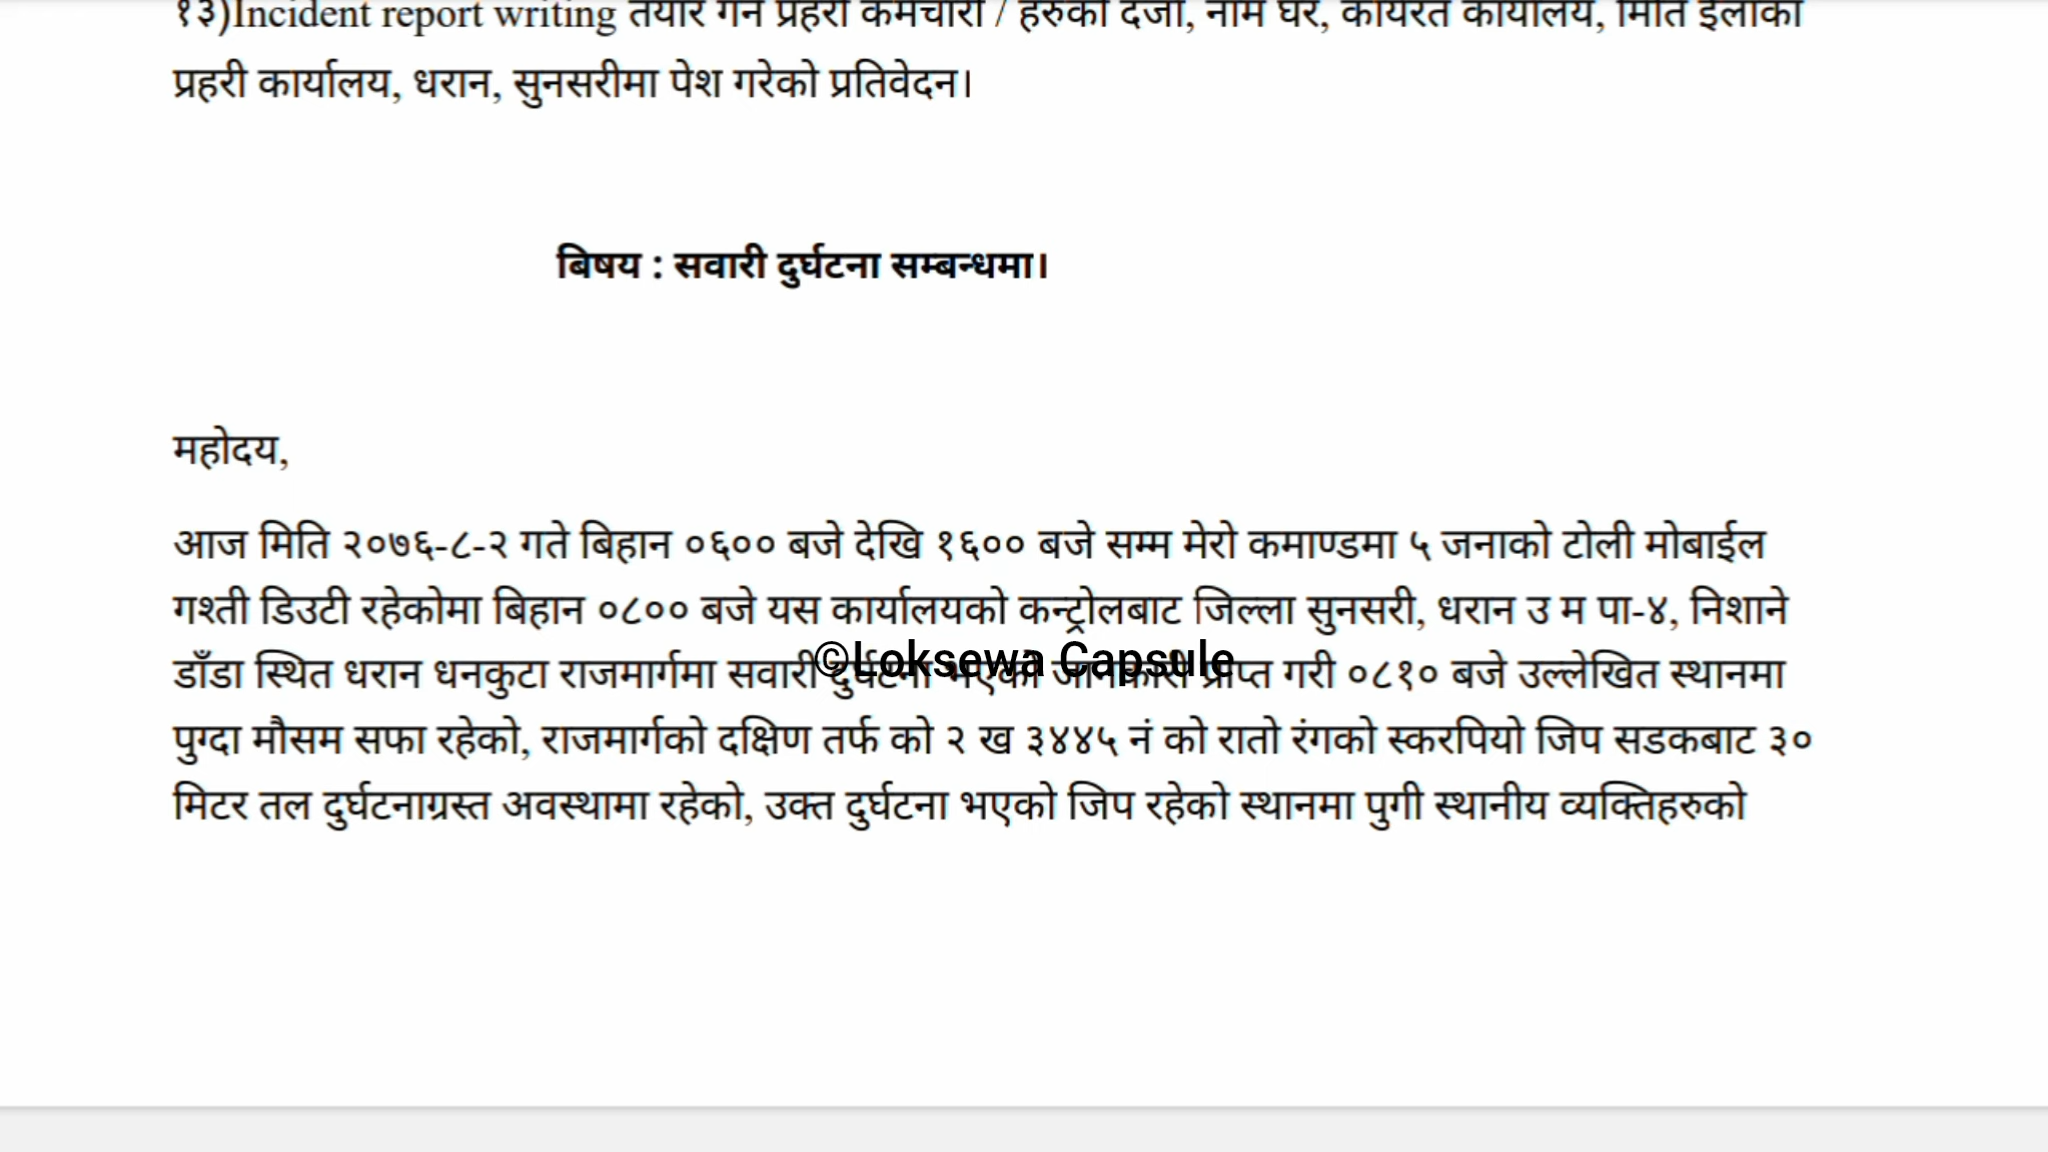 १३)Incident report writing तयार गर्ने प्रहरी कर्मचारी / हरुको दर्जा, नाम घर, कार्यरत कार्यालय, मिति ईलाका
प्रहरी कार्यालय, धरान, सुनसरीमा पेश गरेको प्रतिवेदन।
बिषय : सवारी दुर्घटना सम्बन्धमा।
महोदय,
आज मिति २०७६-८-२ गते बिहान ०६०० बजे देखि १६०० बजे सम्म मेरो कमाण्डमा ५ जनाको टोली मोबाईल
गश्ती डिउटी रहेकोमा बिहान ०८०० बजे यस कार्यालयको कन्ट्रोलबाट जिल्ला सुनसरी, धरान उ म पा-४, निशाने
डाँडा स्थित धरान धनकुटा राजमार्गमा सवारी दुर्घटना भएको जानकारी प्राप्त गरी ०८१० बजे उल्लेखित स्थानमा
©Loksewa Capsule
पुग्दा मौसम सफा रहेको, राजमार्गको दक्षिण तर्फ को २ ख ३४४५ नं को रातो रंगको स्करपियो जिप सडकबाट ३०
मिटर तल दुर्घटनाग्रस्त अवस्थामा रहेको, उक्त दुर्घटना भएको जिप रहेको स्थानमा पुगी स्थानीय व्यक्तिहरुको